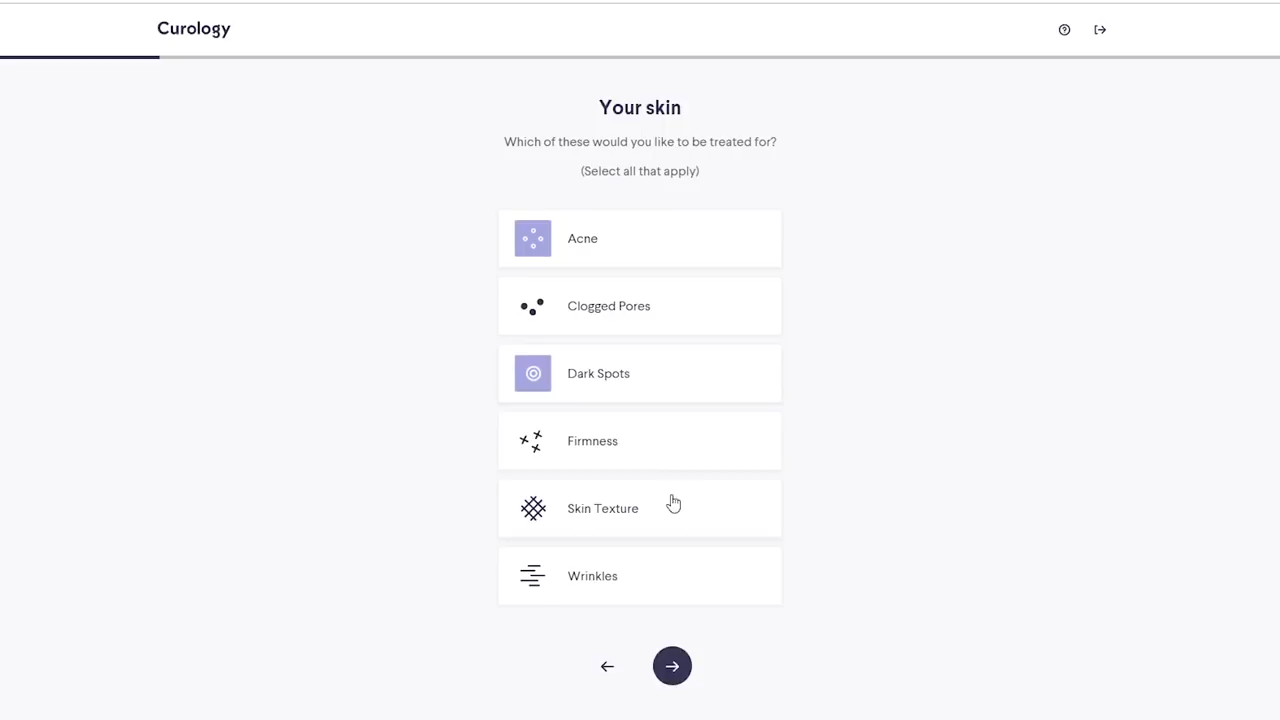 Curology
Your skin
Which of these would you like to be treated for?
(Select all that apply)
Acne
Clogged Pores
Dark Spots
Firmness
Skin Texture
Wrinkles